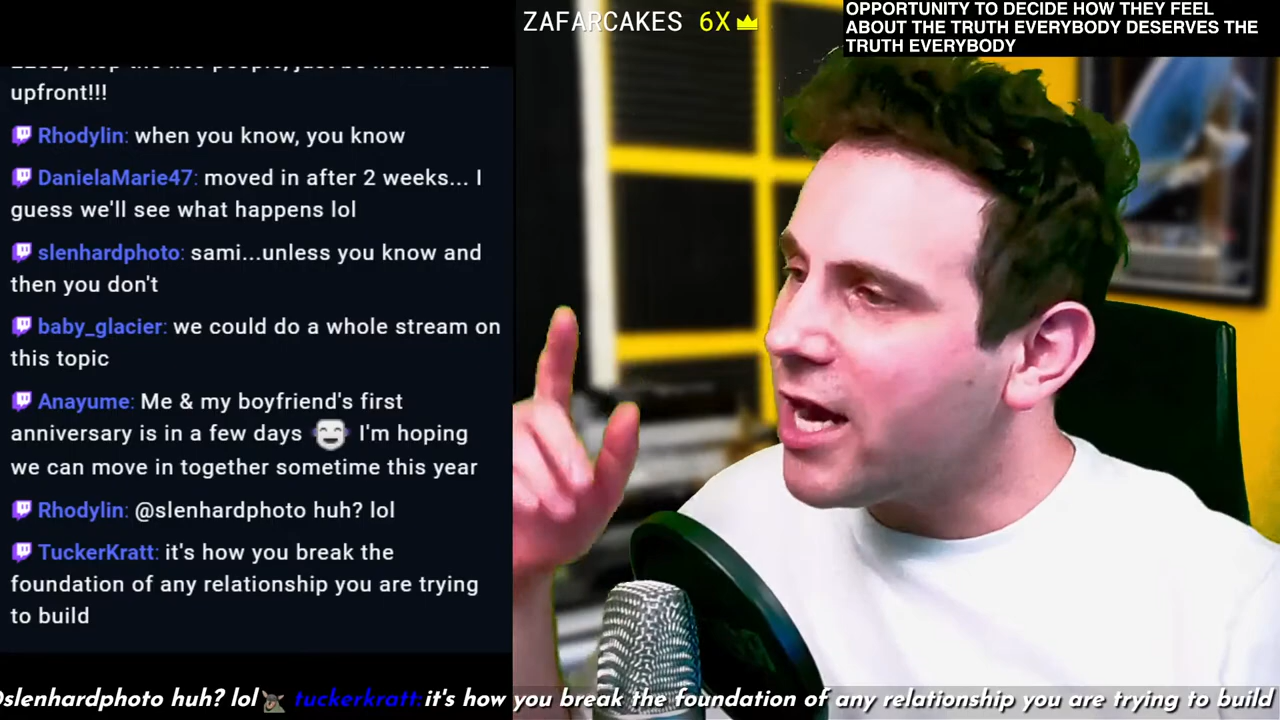 ZAFARCAKES 6X
OPPORTUNITY TO DECIDE HOW THEY FEEL
ABOUT THE TRUTH EVERYBODY DESERVES THE
TRUTH EVERYBODY
upfront!!!
Rhodylin: when you know, you know
DanielaMarie47: moved in after 2 weeks... I
guess we'll see what happens lol
slenhardphoto: sami...unless you know and
then you don't
baby_glacier: we could do a whole stream on
this topic
Anayume: Me & my boyfriend's first
anniversary is in a few days I'm hoping
we can move in together sometime this year
Rhodylin: @slenhardphoto huh? lol
TuckerKratt: it's how you break the
foundation of any relationship you are trying
to build
slenhardphoto huh? lol tuckerkratt: it's how you break the foundation of any relationship you are trying to build